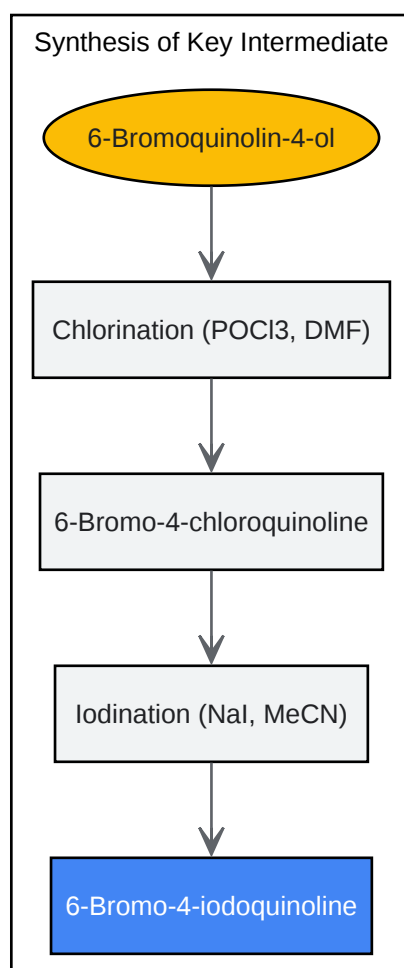 Synthesis of Key Intermediate
6-Bromoquinolin-4-ol
Chlorination (POCl3, DMF)
6-Bromo-4-chloroquinoline
Iodination (NaI, MeCN)
6-Bromo-4-iodoquinoline